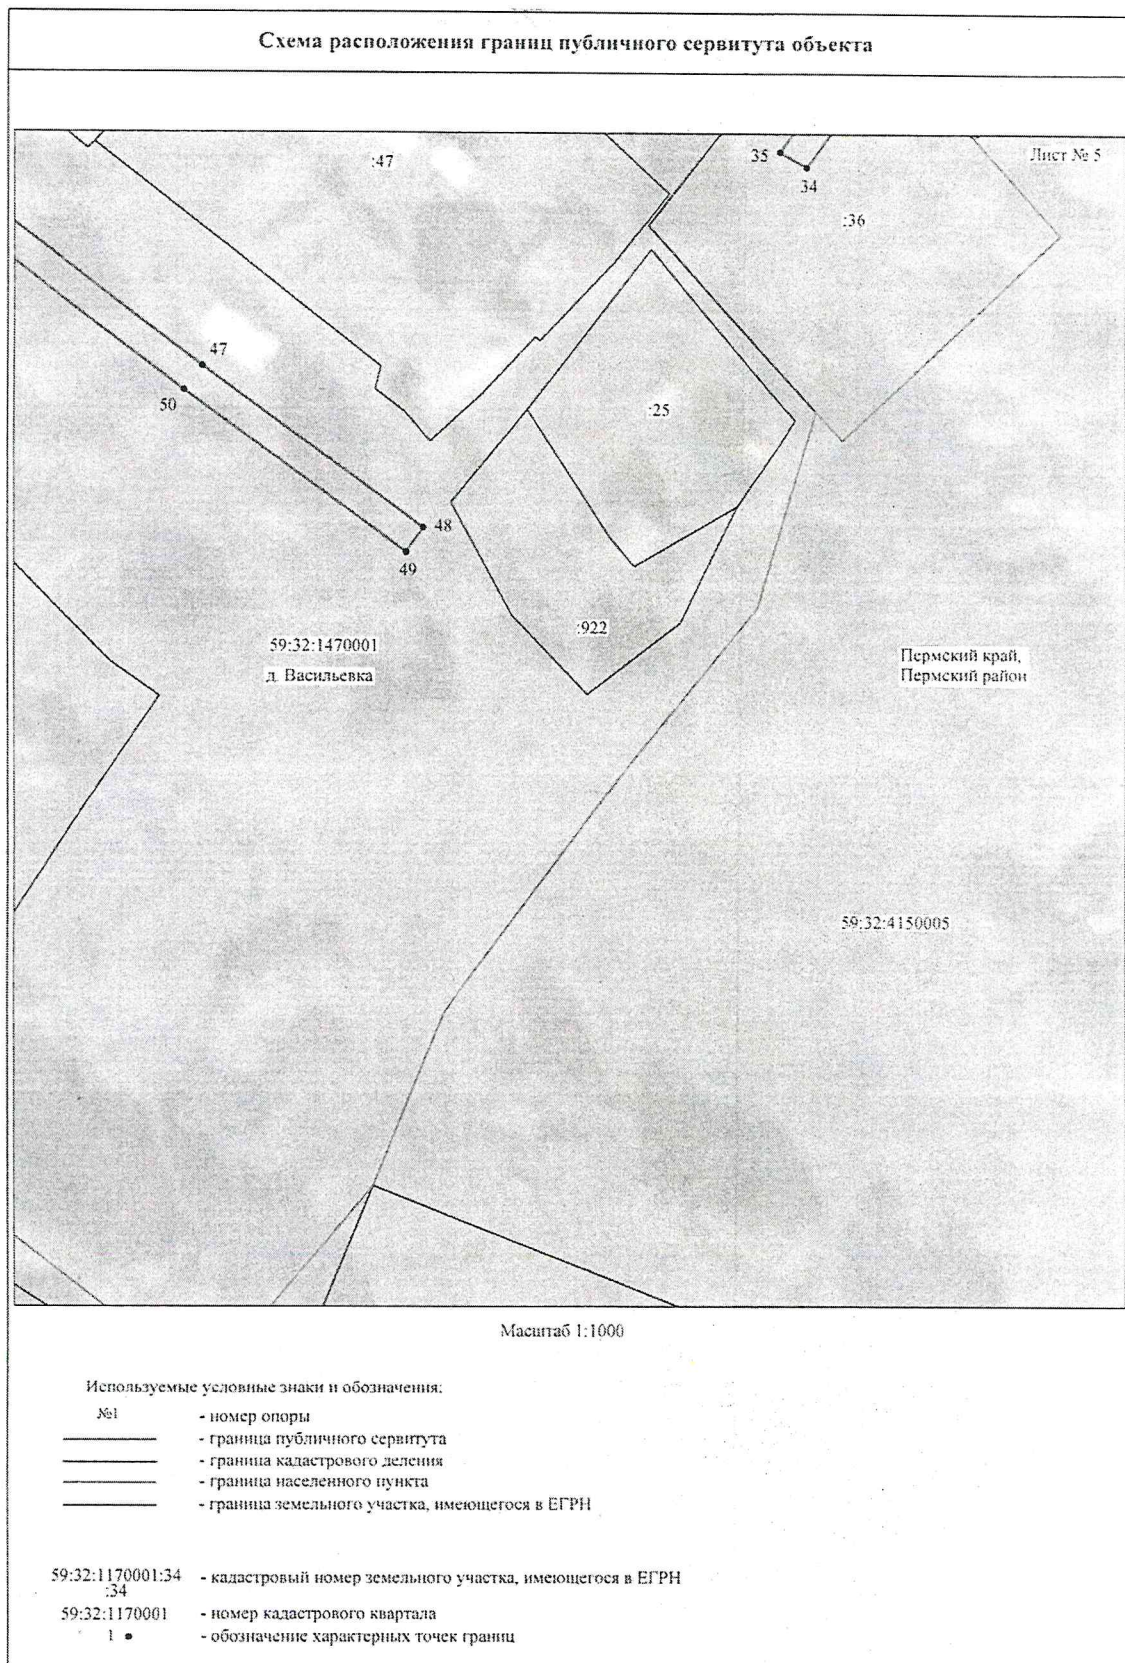 Схема расположения границ публичного сервитута объекта
Лист № 5
:47
35
34
:36
47
50
:25
48
49
:922
59:32:1470001
д. Васильевка
Пермский край,
Пермский район
59:32:4150005
Масштаб 1:1000
Используемые условные знаки и обозначения:
№1 - номер опоры
- граница публичного сервитута
- граница кадастрового деления
- граница населенного пункта
- граница земельного участка, имеющегося в ЕГРН
59:32:1170001:34 - кадастровый номер земельного участка, имеющегося в ЕГРН
:34
59:32:1170001 - номер кадастрового квартала
1 - обозначение характерных точек границ